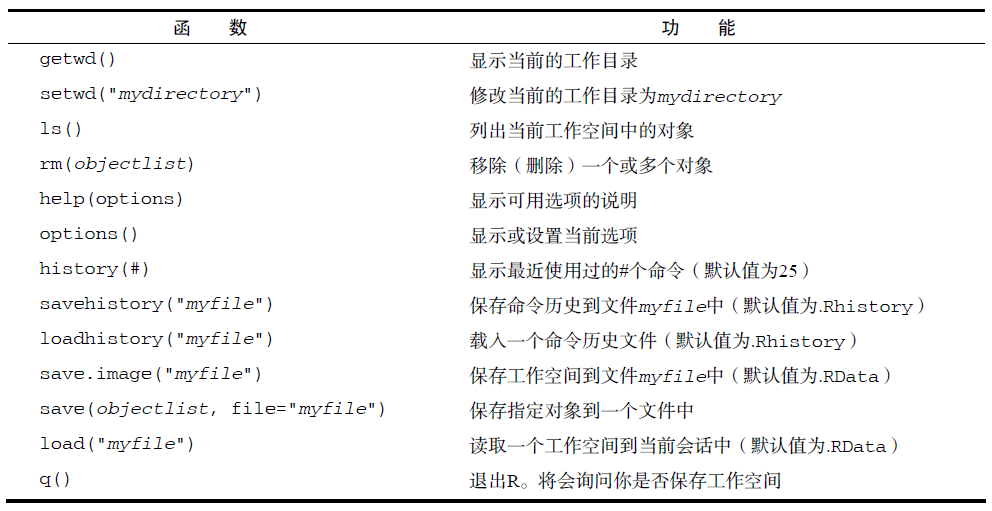 函 数 功 能
getwd() 显示当前的工作目录
setwd("mydirectory") 修改当前的工作目录为mydirectory
ls() 列出当前工作空间中的对象
rm(objectlist) 移除（删除）一个或多个对象
help(options) 显示可用选项的说明
options() 显示或设置当前选项
history(#) 显示最近使用过的#个命令（默认值为25）
savehistory("myfile") 保存命令历史到文件myfile中（默认值为.Rhistory）
loadhistory("myfile") 载入一个命令历史文件（默认值为.Rhistory）
save.image("myfile") 保存工作空间到文件myfile中（默认值为.RData）
save(objectlist, file="myfile") 保存指定对象到一个文件中
load("myfile") 读取一个工作空间到当前会话中（默认值为.RData）
q() 退出R。将会询问你是否保存工作空间